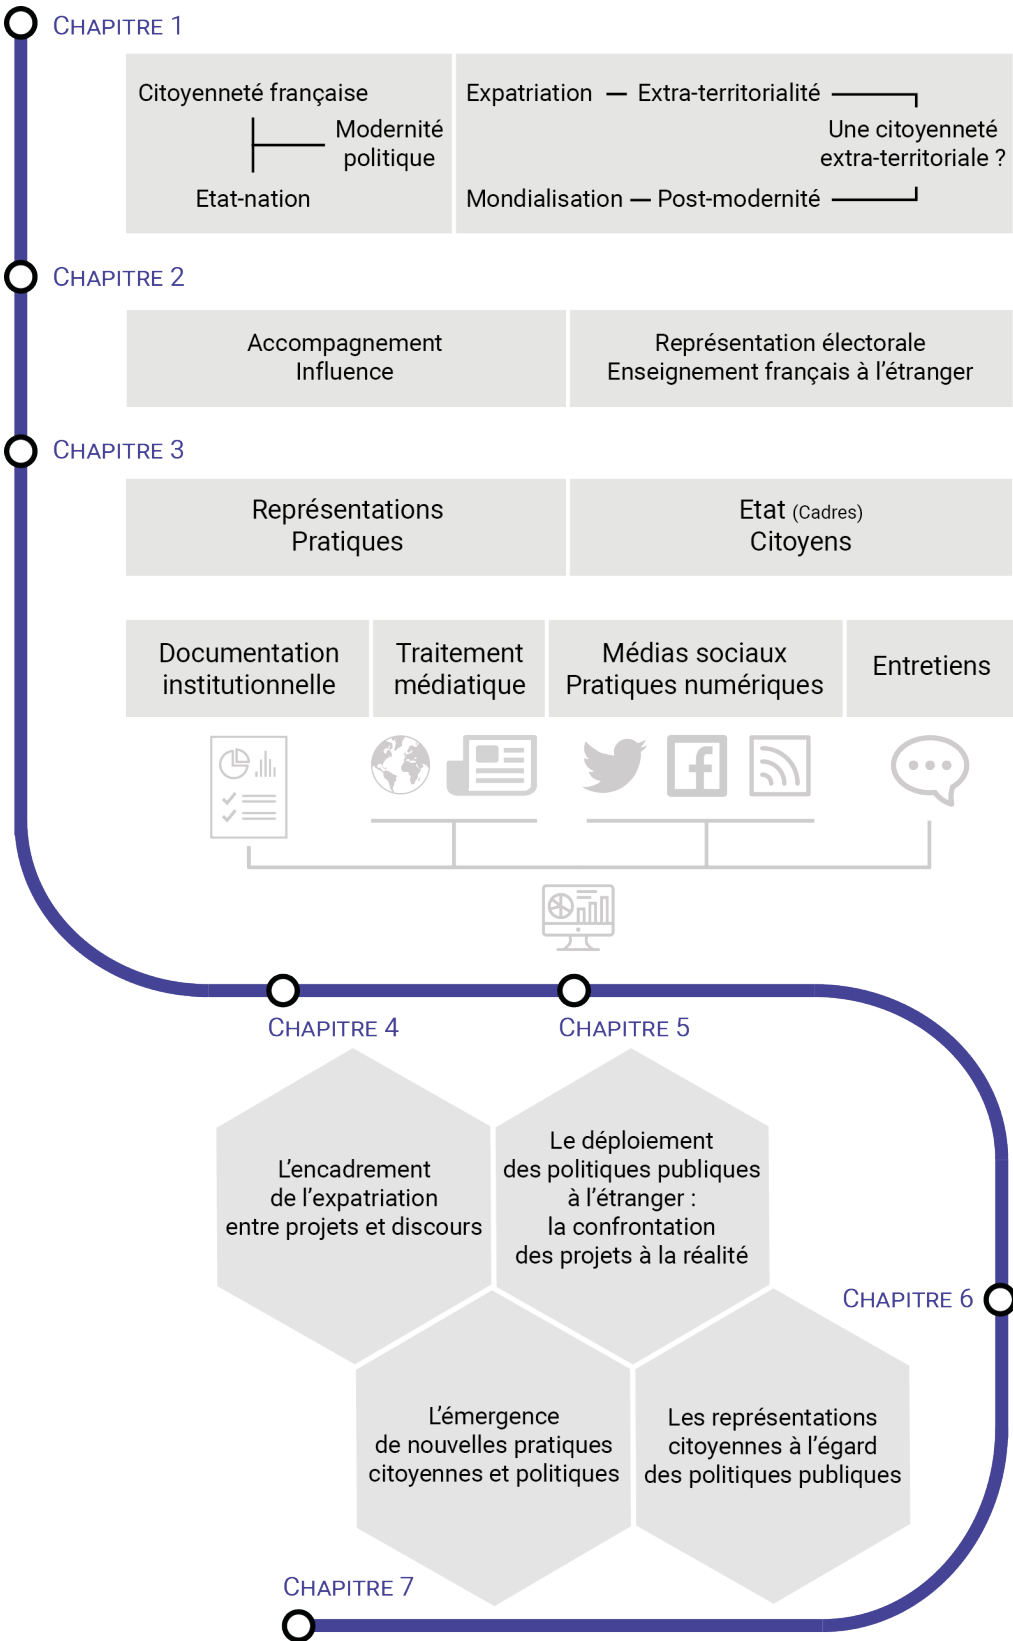 CHAPITRE 1
Citoyenneté française
Modernité
politique
Etat-nation
Expatriation — Extra-territorialité
Une citoyenneté
extra-territoriale ?
Mondialisation — Post-modernité
CHAPITRE 2
Accompagnement
Influence
Représentation électorale
Enseignement français à l’étranger
CHAPITRE 3
Représentations
Pratiques
Etat (Cadres)
Citoyens
Documentation
institutionnelle
Traitement
médiatique
Médias sociaux
Pratiques numériques
Entretiens
CHAPITRE 4
CHAPITRE 5
L’encadrement
de l’expatriation
entre projets et discours
Le déploiement
des politiques publiques
à l’étranger :
la confrontation
des projets à la réalité
CHAPITRE 6
L’émergence
de nouvelles pratiques
citoyennes et politiques
Les représentations
citoyennes à l’égard
des politiques publiques
CHAPITRE 7